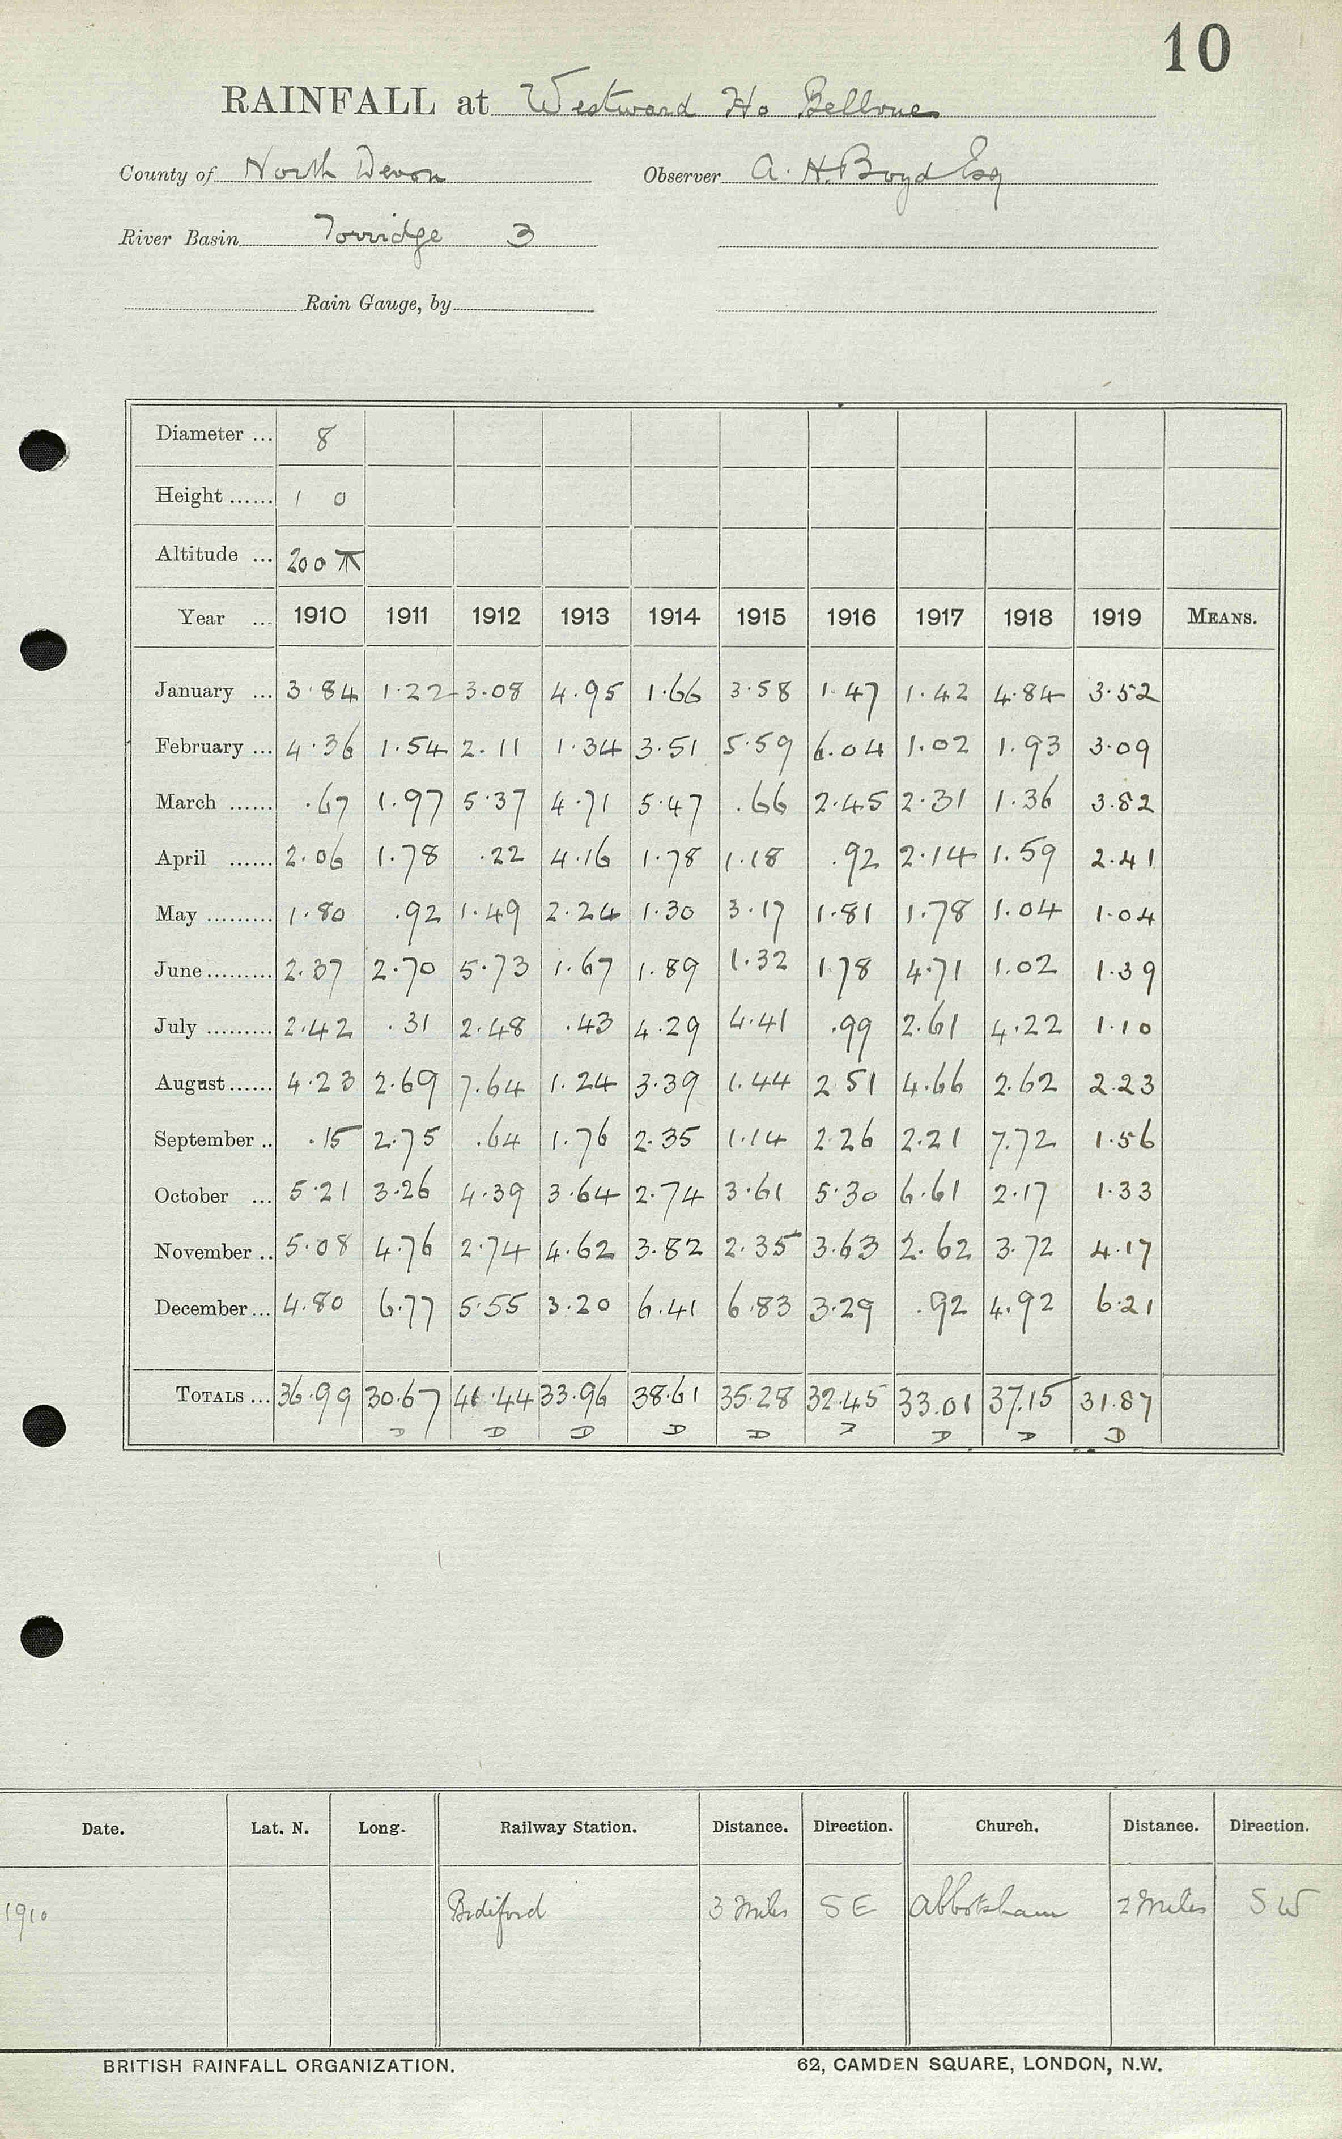 10
RAINFALL at Westward Ho Bellvue
County of North Devon Observer A. H. Boyd Esq
River Basin Torridge 3
Rain Gauge, by
Diameter ... 8
Height ...... 1 0
Altitude ... 200
Year ... 1910 1911 1912 1913 1914 1915 1916 1917 1918 1919 MEANS.
January ... 3.84 1.22 3.08 4.95 1.66 3.58 1.47 1.42 4.84 3.52
February ... 4.36 1.54 2.11 1.34 3.51 5.59 6.04 1.02 1.93 3.09
March ...... .67 1.97 5.37 4.71 5.47 .66 2.45 2.31 1.36 3.82
April ...... 2.06 1.78 .22 4.16 1.78 1.18 .92 2.14 1.59 2.41
May ......... 1.80 .92 1.49 2.24 1.30 3.17 1.81 1.78 1.04 1.04
June ......... 2.37 2.70 5.73 1.67 1.89 1.32 1.78 4.71 1.02 1.39
July ......... 2.42 .31 2.48 .43 4.29 4.41 .99 2.61 4.22 1.10
August ...... 4.23 2.69 7.64 1.24 3.39 1.44 2.51 4.66 2.62 2.23
September .. .15 2.75 .64 1.76 2.35 1.14 2.26 2.21 7.72 1.56
October ... 5.21 3.26 4.39 3.64 2.74 3.61 5.30 6.61 2.17 1.33
November .. 5.08 4.76 2.74 4.62 3.82 2.35 3.63 2.62 3.72 4.17
December ... 4.80 6.77 5.55 3.20 6.41 6.83 3.29 .92 4.92 6.21
TOTALS ... 36.99 30.67 41.44 33.96 38.61 35.28 32.45 33.01 37.15 31.87
D D D D D D D D D
Date. Lat. N. Long. Railway Station. Distance. Direction. Church. Distance. Direction.
1910 Bideford 3 Miles SE Abbotsham 2 Miles SW
BRITISH RAINFALL ORGANIZATION. 62, CAMDEN SQUARE, LONDON, N.W.